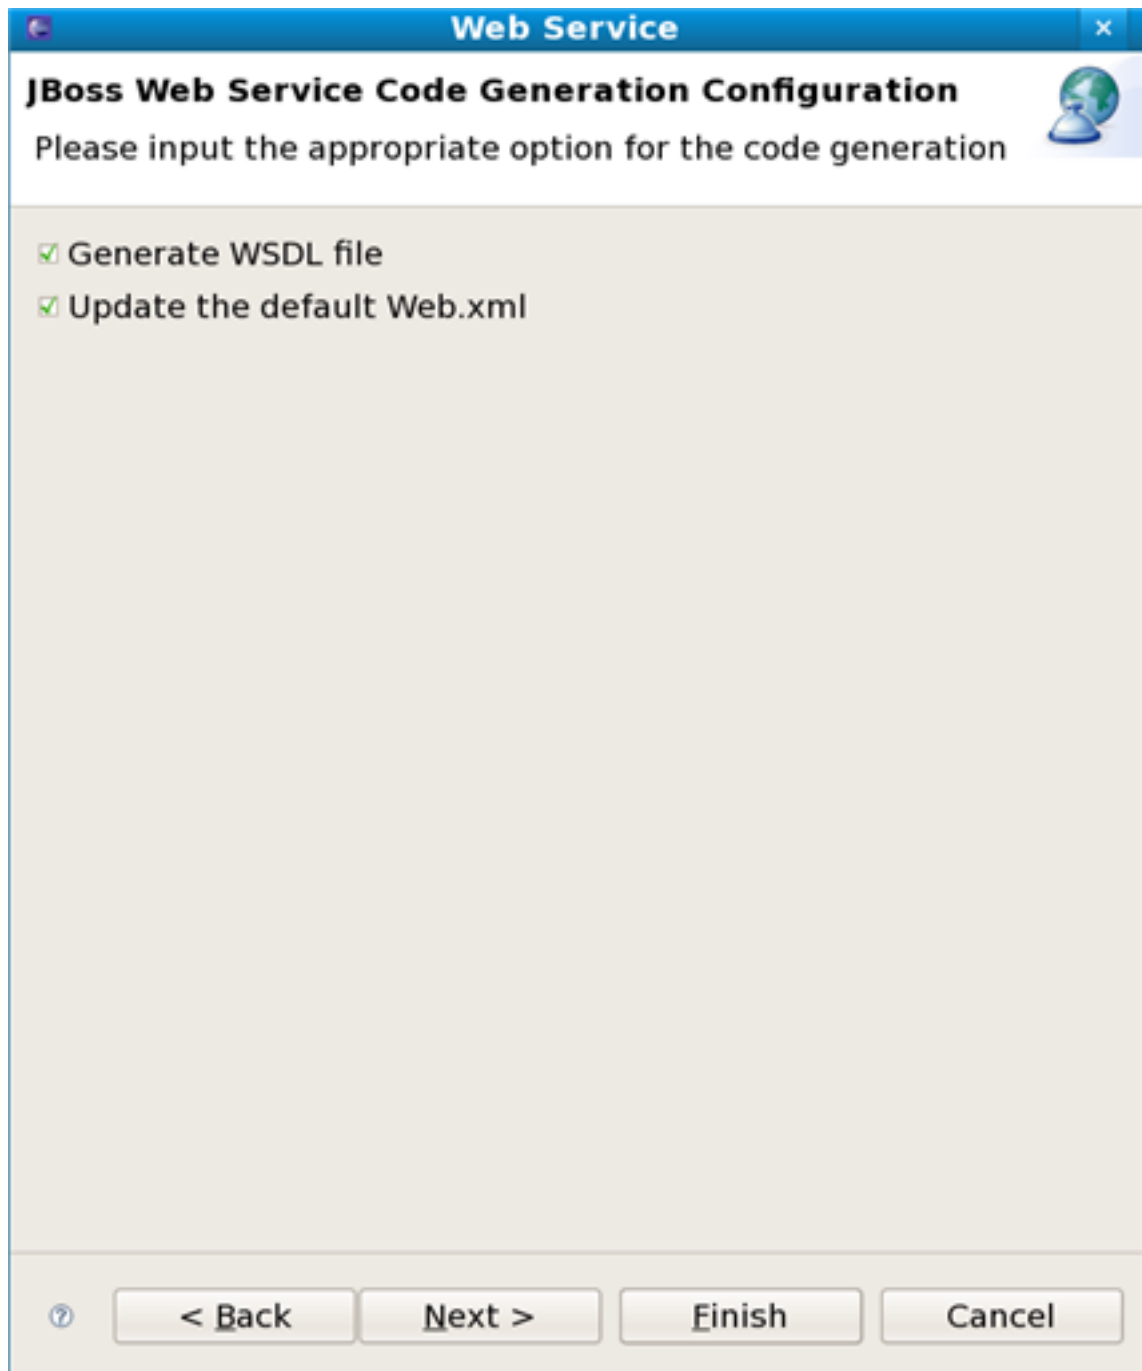 Web Service
JBoss Web Service Code Generation Configuration
Please input the appropriate option for the code generation
Generate WSDL file
Update the default Web.xml
? < Back Next > Finish Cancel